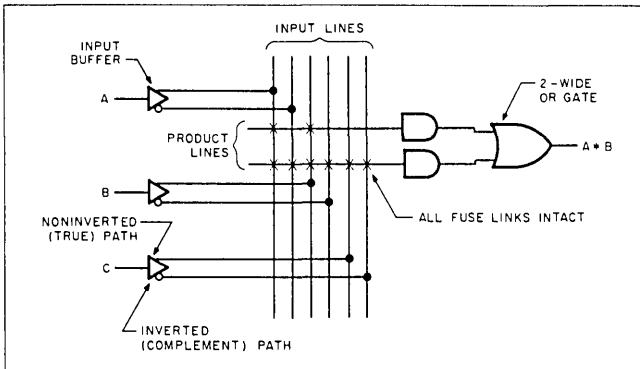 INPUT LINES
INPUT
BUFFER
2-WIDE
OR GATE
A
PRODUCT
LINES
A * B
B
ALL FUSE LINKS INTACT
NONINVERTED
(TRUE) PATH
C
INVERTED
(COMPLEMENT) PATH